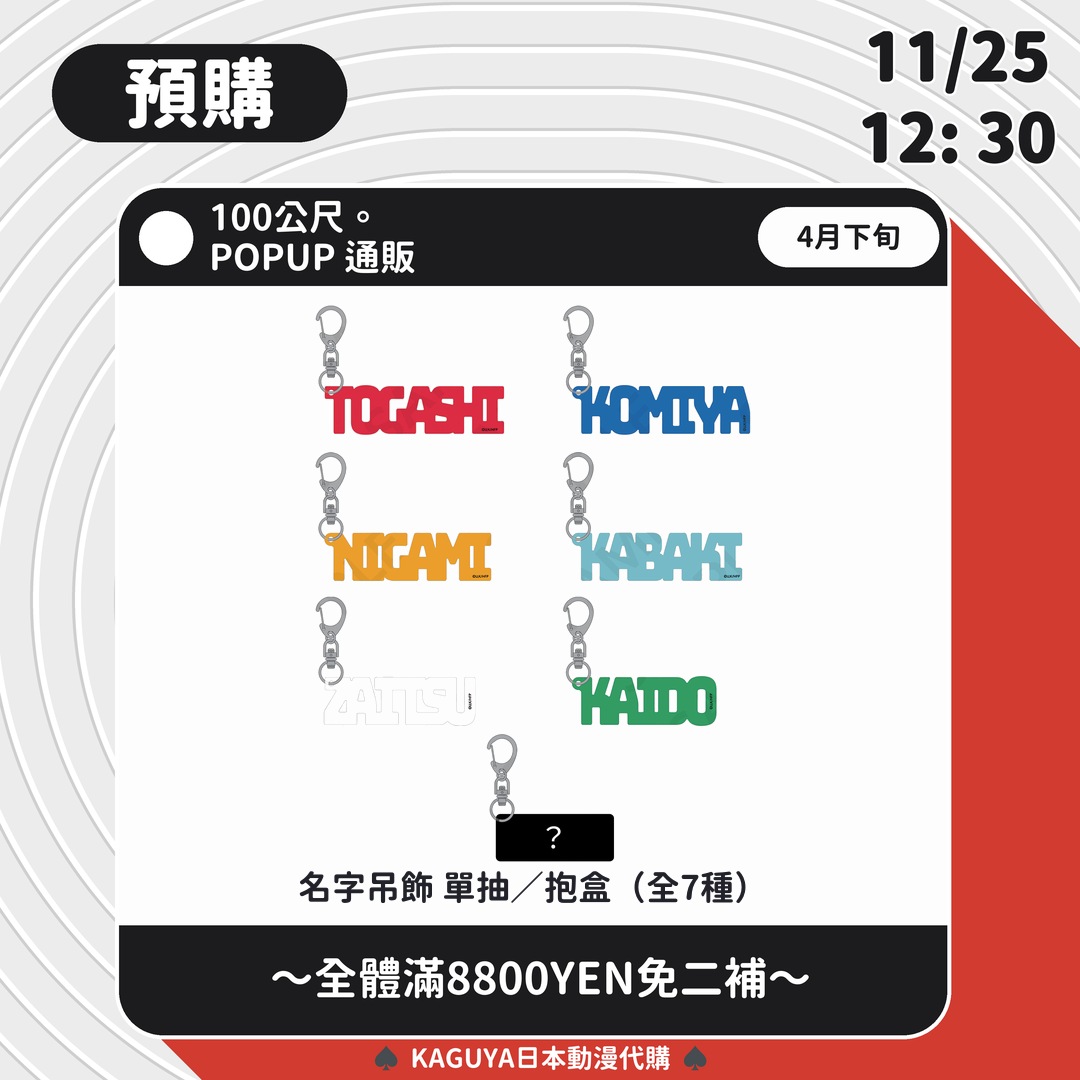 預購
11/25
12: 30
100公尺。
POPUP 通販
4月下旬
TOGASHI
KOMIYA
NIGAMI
KABAKI
ZAITSU
KAIDO
?
名字吊飾 單抽／抱盒（全7種）
～全體滿8800YEN免二補～
KAGUYA日本動漫代購